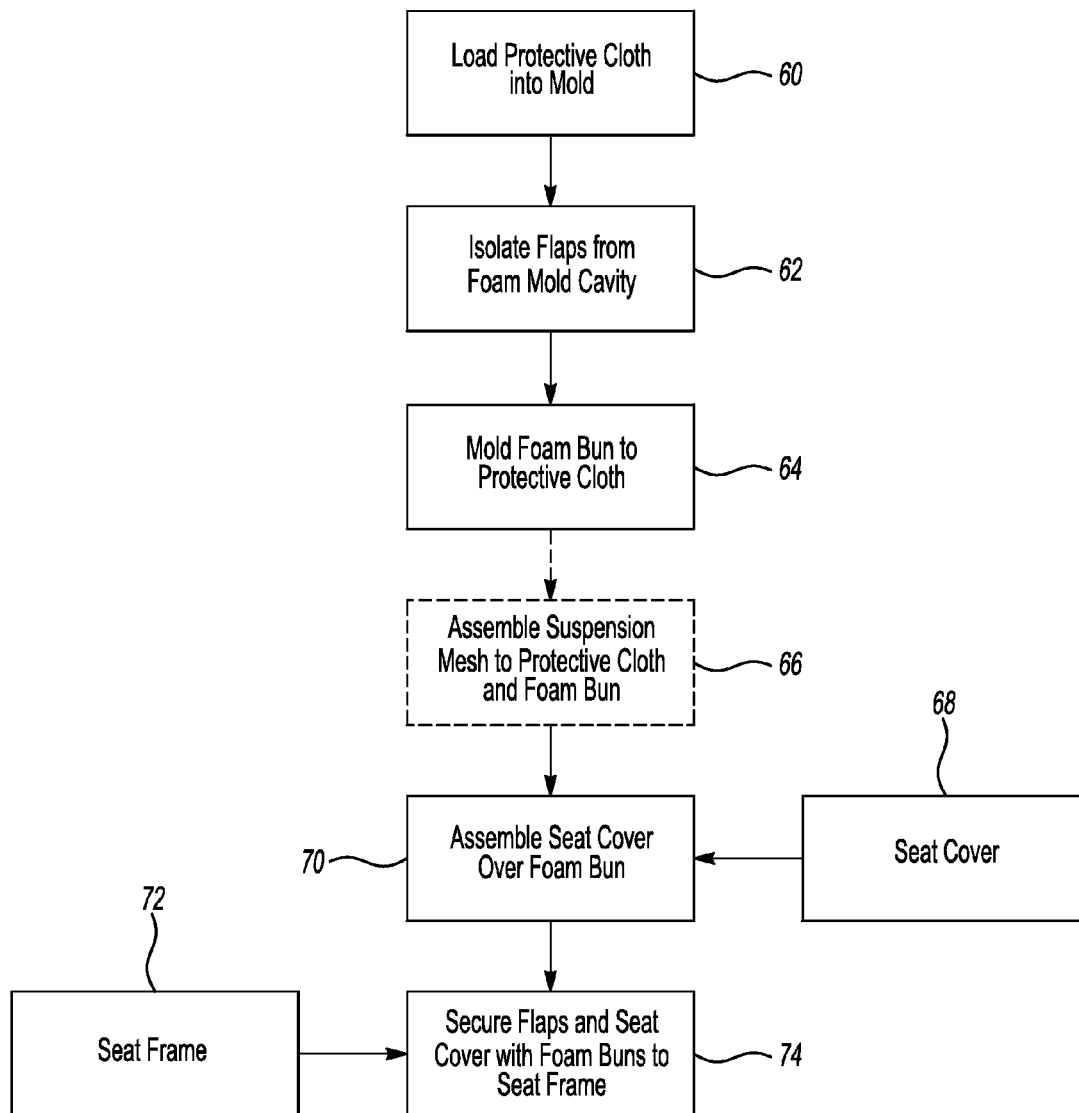 Load Protective Cloth
into Mold
60
Isolate Flaps from
Foam Mold Cavity
62
Mold Foam Bun to
Protective Cloth
64
Assemble Suspension
Mesh to Protective Cloth
and Foam Bun
66
68
70
Assemble Seat Cover
Over Foam Bun
Seat Cover
72
Seat Frame
Secure Flaps and Seat
Cover with Foam Buns to
Seat Frame
74